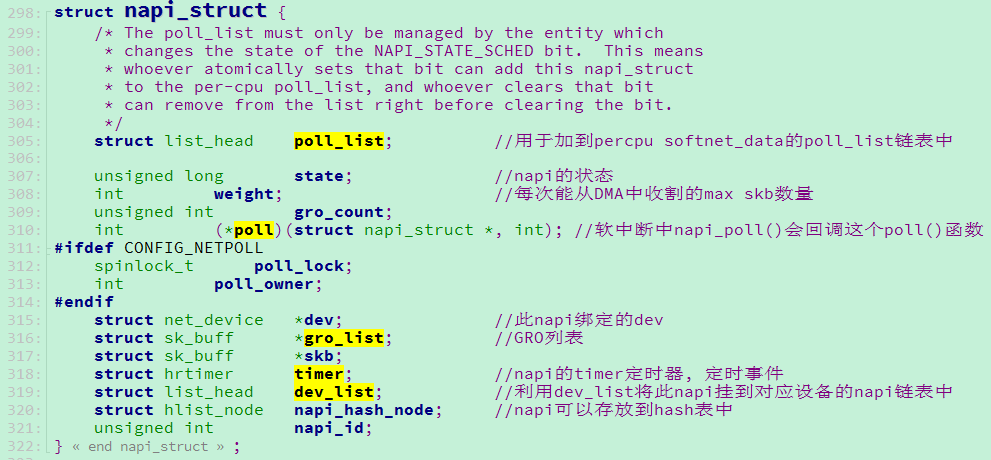 298: struct napi_struct {
299: /* The poll_list must only be managed by the entity which
300: * changes the state of the NAPI_STATE_SCHED bit. This means
301: * whoever atomically sets that bit can add this napi_struct
302: * to the per-cpu poll_list, and whoever clears that bit
303: * can remove from the list right before clearing the bit.
304: */
305: struct list_head poll_list; //用于加到percpu softnet_data的poll_list链表中
306:
307: unsigned long state; //napi的状态
308: int weight; //每次能从DMA中收割的max skb数量
309: unsigned int gro_count;
310: int (*poll)(struct napi_struct *, int); //软中断中napi_poll()会回调这个poll()函数
311: #ifdef CONFIG_NETPOLL
312: spinlock_t poll_lock;
313: int poll_owner;
314: #endif
315: struct net_device *dev; //此napi绑定的dev
316: struct sk_buff *gro_list; //GRO列表
317: struct sk_buff *skb;
318: struct hrtimer timer; //napi的timer定时器, 定时事件
319: struct list_head dev_list; //利用dev_list将此napi挂到对应设备的napi链表中
320: struct hlist_node napi_hash_node; //napi可以存放到hash表中
321: unsigned int napi_id;
322: } « end napi_struct » ;